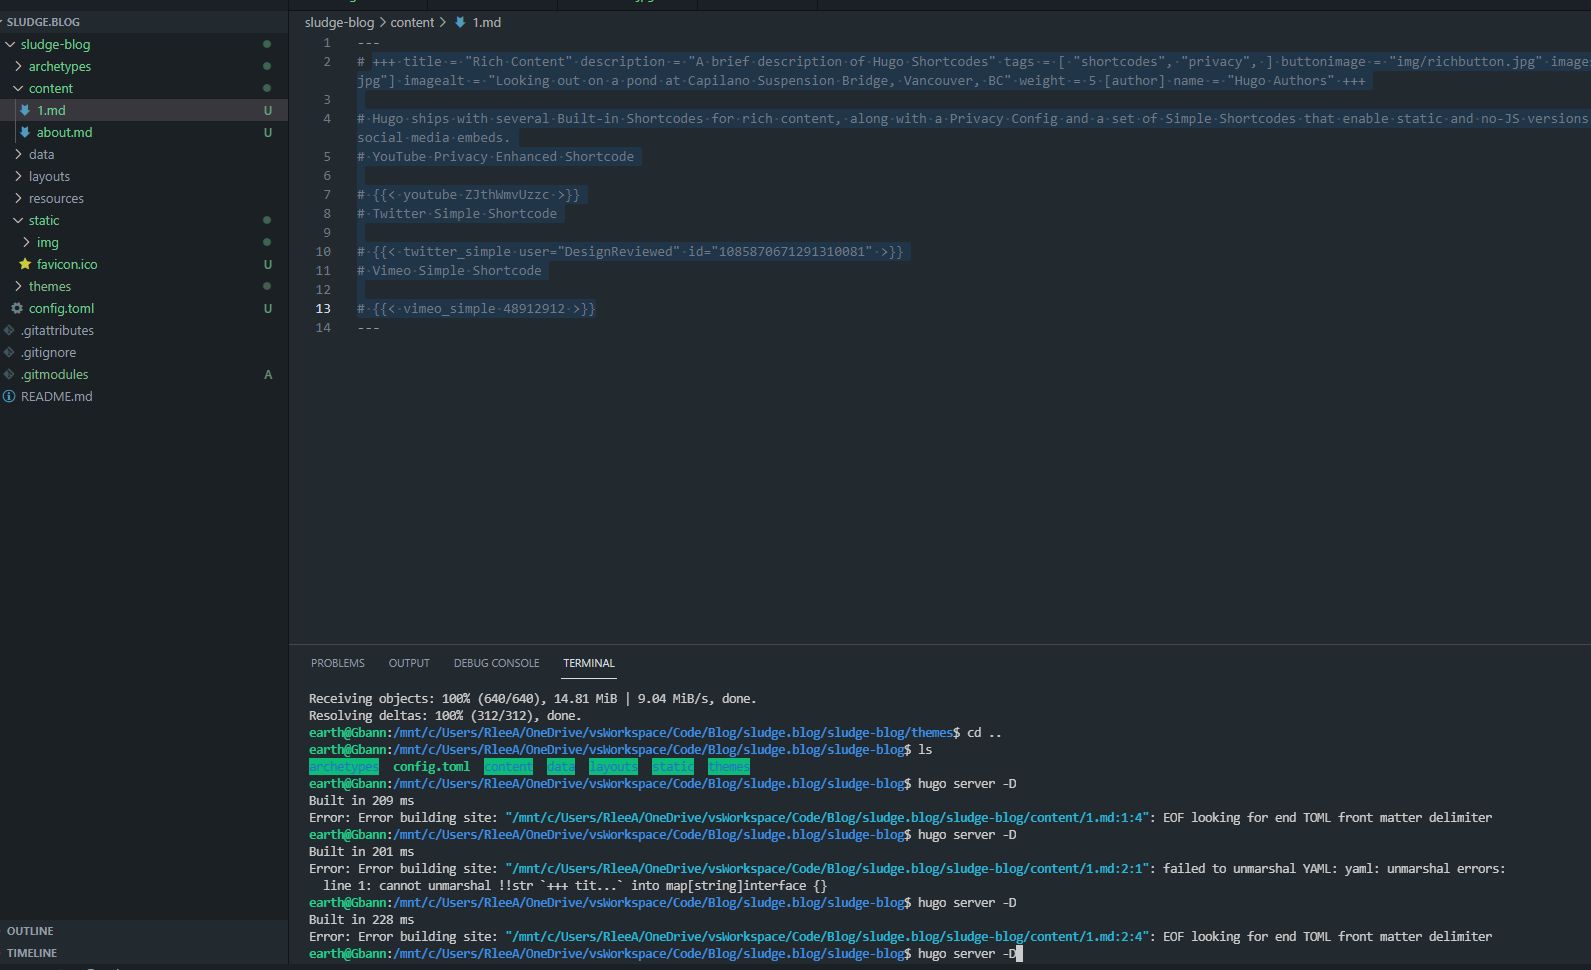 SLUDGE.BLOG
sludge-blog
archetypes
content
1.md U
about.md U
data
layouts
resources
static
img
favicon.ico U
themes
config.toml U
.gitattributes
.gitignore
.gitmodules A
README.md
OUTLINE
TIMELINE
sludge-blog > content > 1.md
1 ---
2 # +++ title = "Rich Content" description = "A brief description of Hugo Shortcodes" tags = [ "shortcodes", "privacy", ] buttonimage = "img/richbutton.jpg" images
jpg"] imagealt = "Looking out on a pond at Capilano Suspension Bridge, Vancouver, BC" weight = 5 [author] name = "Hugo Authors" +++
3
4 # Hugo ships with several Built-in Shortcodes for rich content, along with a Privacy Config and a set of Simple Shortcodes that enable static and no-JS versions
social media embeds.
5 # YouTube Privacy Enhanced Shortcode
6
7 # {{< youtube ZJthWmvUzzc >}}
8 # Twitter Simple Shortcode
9
10 # {{< twitter_simple user="DesignReviewed" id="1085870671291310081" >}}
11 # Vimeo Simple Shortcode
12
13 # {{< vimeo_simple 48912912 >}}
14 ---
PROBLEMS OUTPUT DEBUG CONSOLE TERMINAL
Receiving objects: 100% (640/640), 14.81 MiB | 9.04 MiB/s, done.
Resolving deltas: 100% (312/312), done.
earth@Gbann:/mnt/c/Users/RleeA/OneDrive/vsWorkspace/Code/Blog/sludge.blog/sludge-blog/themes$ cd ..
earth@Gbann:/mnt/c/Users/RleeA/OneDrive/vsWorkspace/Code/Blog/sludge.blog/sludge-blog$ ls
archetypes config.toml content data layouts static themes
earth@Gbann:/mnt/c/Users/RleeA/OneDrive/vsWorkspace/Code/Blog/sludge.blog/sludge-blog$ hugo server -D
Built in 209 ms
Error: Error building site: "/mnt/c/Users/RleeA/OneDrive/vsWorkspace/Code/Blog/sludge.blog/sludge-blog/content/1.md:1:4": EOF looking for end TOML front matter delimiter
earth@Gbann:/mnt/c/Users/RleeA/OneDrive/vsWorkspace/Code/Blog/sludge.blog/sludge-blog$ hugo server -D
Built in 201 ms
Error: Error building site: "/mnt/c/Users/RleeA/OneDrive/vsWorkspace/Code/Blog/sludge.blog/sludge-blog/content/1.md:2:1": failed to unmarshal YAML: yaml: unmarshal errors:
line 1: cannot unmarshal !!str `+++ tit...` into map[string]interface {}
earth@Gbann:/mnt/c/Users/RleeA/OneDrive/vsWorkspace/Code/Blog/sludge.blog/sludge-blog$ hugo server -D
Built in 228 ms
Error: Error building site: "/mnt/c/Users/RleeA/OneDrive/vsWorkspace/Code/Blog/sludge.blog/sludge-blog/content/1.md:2:4": EOF looking for end TOML front matter delimiter
earth@Gbann:/mnt/c/Users/RleeA/OneDrive/vsWorkspace/Code/Blog/sludge.blog/sludge-blog$ hugo server -D